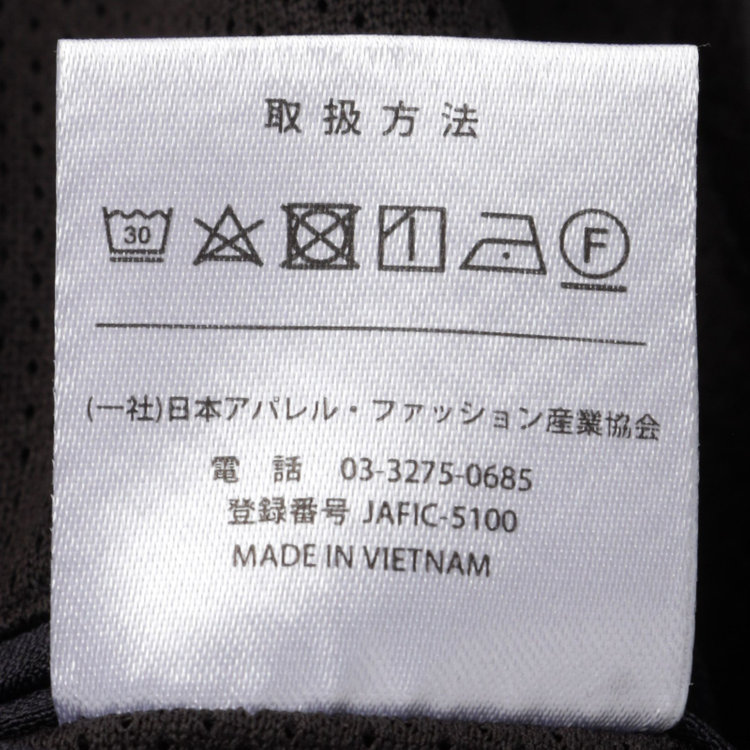 取扱方法
30 F
(一社)日本アパレル・ファッション産業協会
電 話 03-3275-0685
登録番号 JAFIC-5100
MADE IN VIETNAM